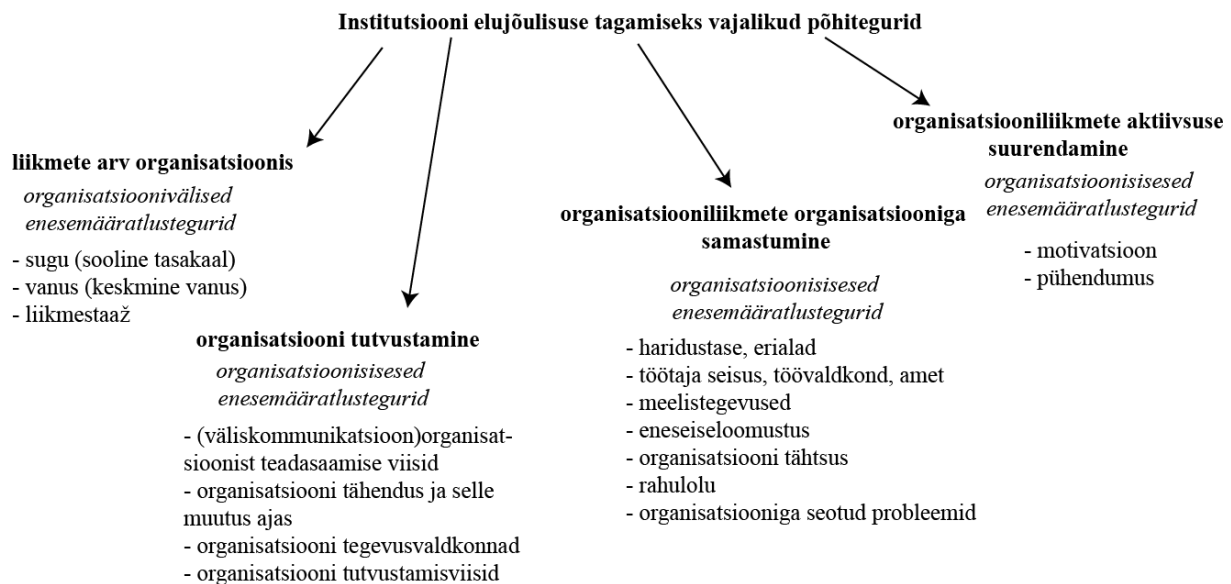 Institutsiooni elujõulisuse tagamiseks vajalikud põhitegurid
liikmete arv organisatsioonis
organisatsioonivälised
enesemääratlustegurid
- sugu (sooline tasakaal)
- vanus (keskmine vanus)
- liikmestaaž
organisatsiooni tutvustamine
organisatsioonisisesed
enesemääratlustegurid
- (väliskommunikatsioon)organisat-
sioonist teadasaamise viisid
- organisatsiooni tähendus ja selle
muutus ajas
- organisatsiooni tegevusvaldkonnad
- organisatsiooni tutvustamisviisid
organisatsiooniliikmete organisatsiooniga
samastumine
organisatsioonisisesed
enesemääratlustegurid
- haridustase, erialad
- töötaja seisus, töövaldkond, amet
- meelistegevused
- eneseiseloomustus
- organisatsiooni tähtsus
- rahulolu
- organisatsiooniga seotud probleemid
organisatsiooniliikmete aktiivsuse
suurendamine
organisatsioonisisesed
enesemääratlustegurid
- motivatsioon
- pühendumus